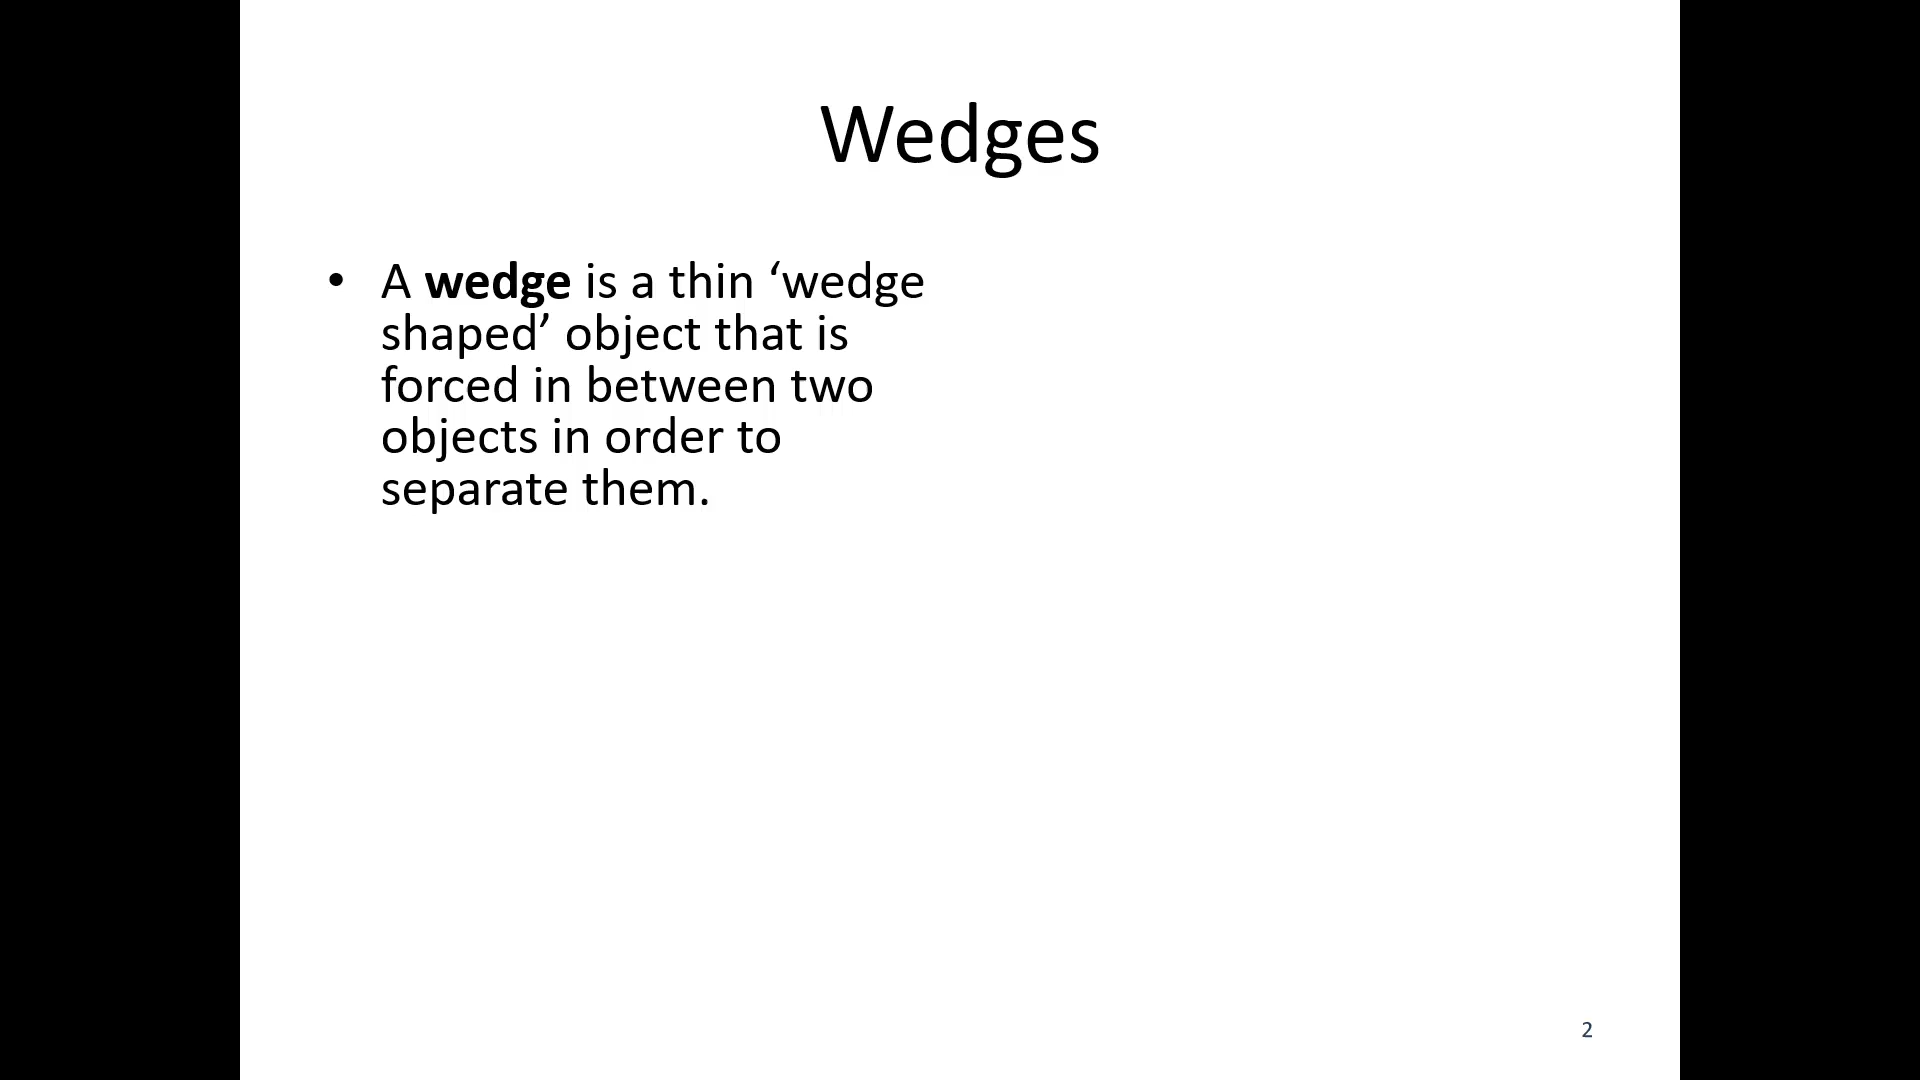 Wedges
• A wedge is a thin ‘wedge
shaped’ object that is
forced in between two
objects in order to
separate them.
2